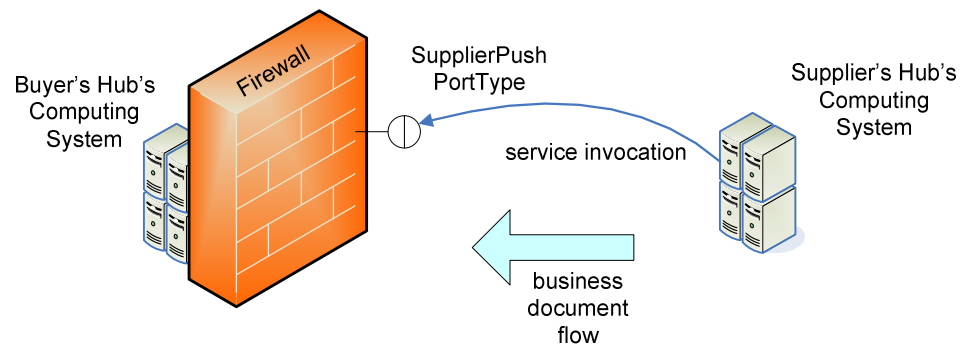 Buyer's Hub's
Computing
System
Firewall
SupplierPush
PortType
service invocation
business
document
flow
Supplier's Hub's
Computing
System